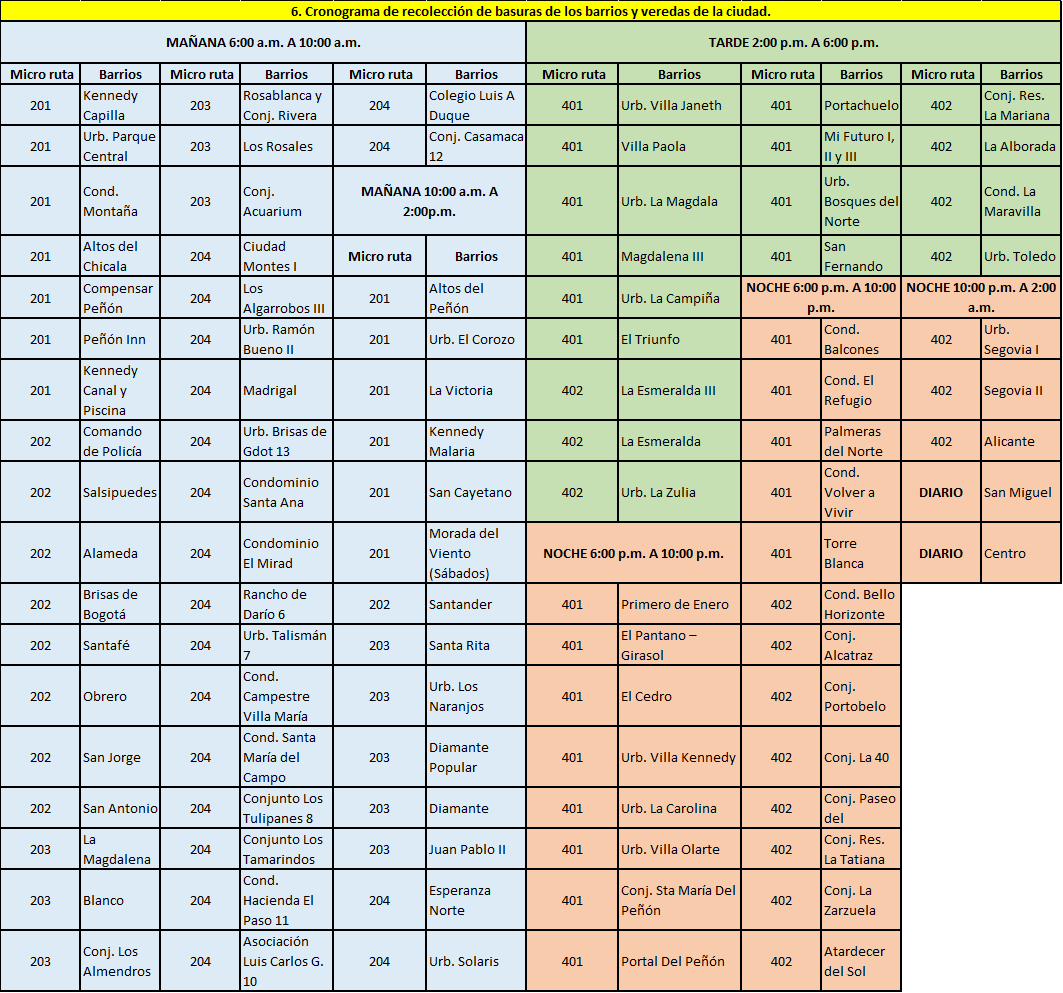 6. Cronograma de recolección de basuras de los barrios y veredas de la ciudad.
MAÑANA 6:00 a.m. A 10:00 a.m. TARDE 2:00 p.m. A 6:00 p.m.
Micro ruta Barrios Micro ruta Barrios Micro ruta Barrios Micro ruta Barrios Micro ruta Barrios Micro ruta Barrios
201 Kennedy Capilla 203 Rosablanca y Conj. Rivera 204 Colegio Luis A Duque 401 Urb. Villa Janeth 401 Portachuelo 402 Conj. Res. La Mariana
201 Urb. Parque Central 203 Los Rosales 204 Conj. Casamaca 12 401 Villa Paola 401 Mi Futuro I, II y III 402 La Alborada
201 Cond. Montaña 203 Conj. Acuarium MAÑANA 10:00 a.m. A 2:00p.m. 401 Urb. La Magdala 401 Urb. Bosques del Norte 402 Cond. La Maravilla
201 Altos del Chicala 204 Ciudad Montes I Micro ruta Barrios 401 Magdalena III 401 San Fernando 402 Urb. Toledo
201 Compensar Peñón 204 Los Algarrobos III 201 Altos del Peñón 401 Urb. La Campiña NOCHE 6:00 p.m. A 10:00 p.m. NOCHE 10:00 p.m. A 2:00 a.m.
201 Peñón Inn 204 Urb. Ramón Bueno II 201 Urb. El Corozo 401 El Triunfo 401 Cond. Balcones 402 Urb. Segovia I
201 Kennedy Canal y Piscina 204 Madrigal 201 La Victoria 402 La Esmeralda III 401 Cond. El Refugio 402 Segovia II
202 Comando de Policía 204 Urb. Brisas de Gdot 13 201 Kennedy Malaria 402 La Esmeralda 401 Palmeras del Norte 402 Alicante
202 Salsipuedes 204 Condominio Santa Ana 201 San Cayetano 402 Urb. La Zulia 401 Cond. Volver a Vivir DIARIO San Miguel
202 Alameda 204 Condominio El Mirad 201 Morada del Viento (Sábados) NOCHE 6:00 p.m. A 10:00 p.m. 401 Torre Blanca DIARIO Centro
202 Brisas de Bogotá 204 Rancho de Darío 6 202 Santander 401 Primero de Enero 402 Cond. Bello Horizonte
202 Santafé 204 Urb. Talismán 7 203 Santa Rita 401 El Pantano – Girasol 402 Conj. Alcatraz
202 Obrero 204 Cond. Campestre Villa María 203 Urb. Los Naranjos 401 El Cedro 402 Conj. Portobelo
202 San Jorge 204 Cond. Santa María del Campo 203 Diamante Popular 401 Urb. Villa Kennedy 402 Conj. La 40
202 San Antonio 204 Conjunto Los Tulipanes 8 203 Diamante 401 Urb. La Carolina 402 Conj. Paseo del
203 La Magdalena 204 Conjunto Los Tamarindos 203 Juan Pablo II 401 Urb. Villa Olarte 402 Conj. Res. La Tatiana
203 Blanco 204 Cond. Hacienda El Paso 11 204 Esperanza Norte 401 Conj. Sta María Del Peñón 402 Conj. La Zarzuela
203 Conj. Los Almendros 204 Asociación Luis Carlos G. 10 204 Urb. Solaris 401 Portal Del Peñón 402 Atardecer del Sol